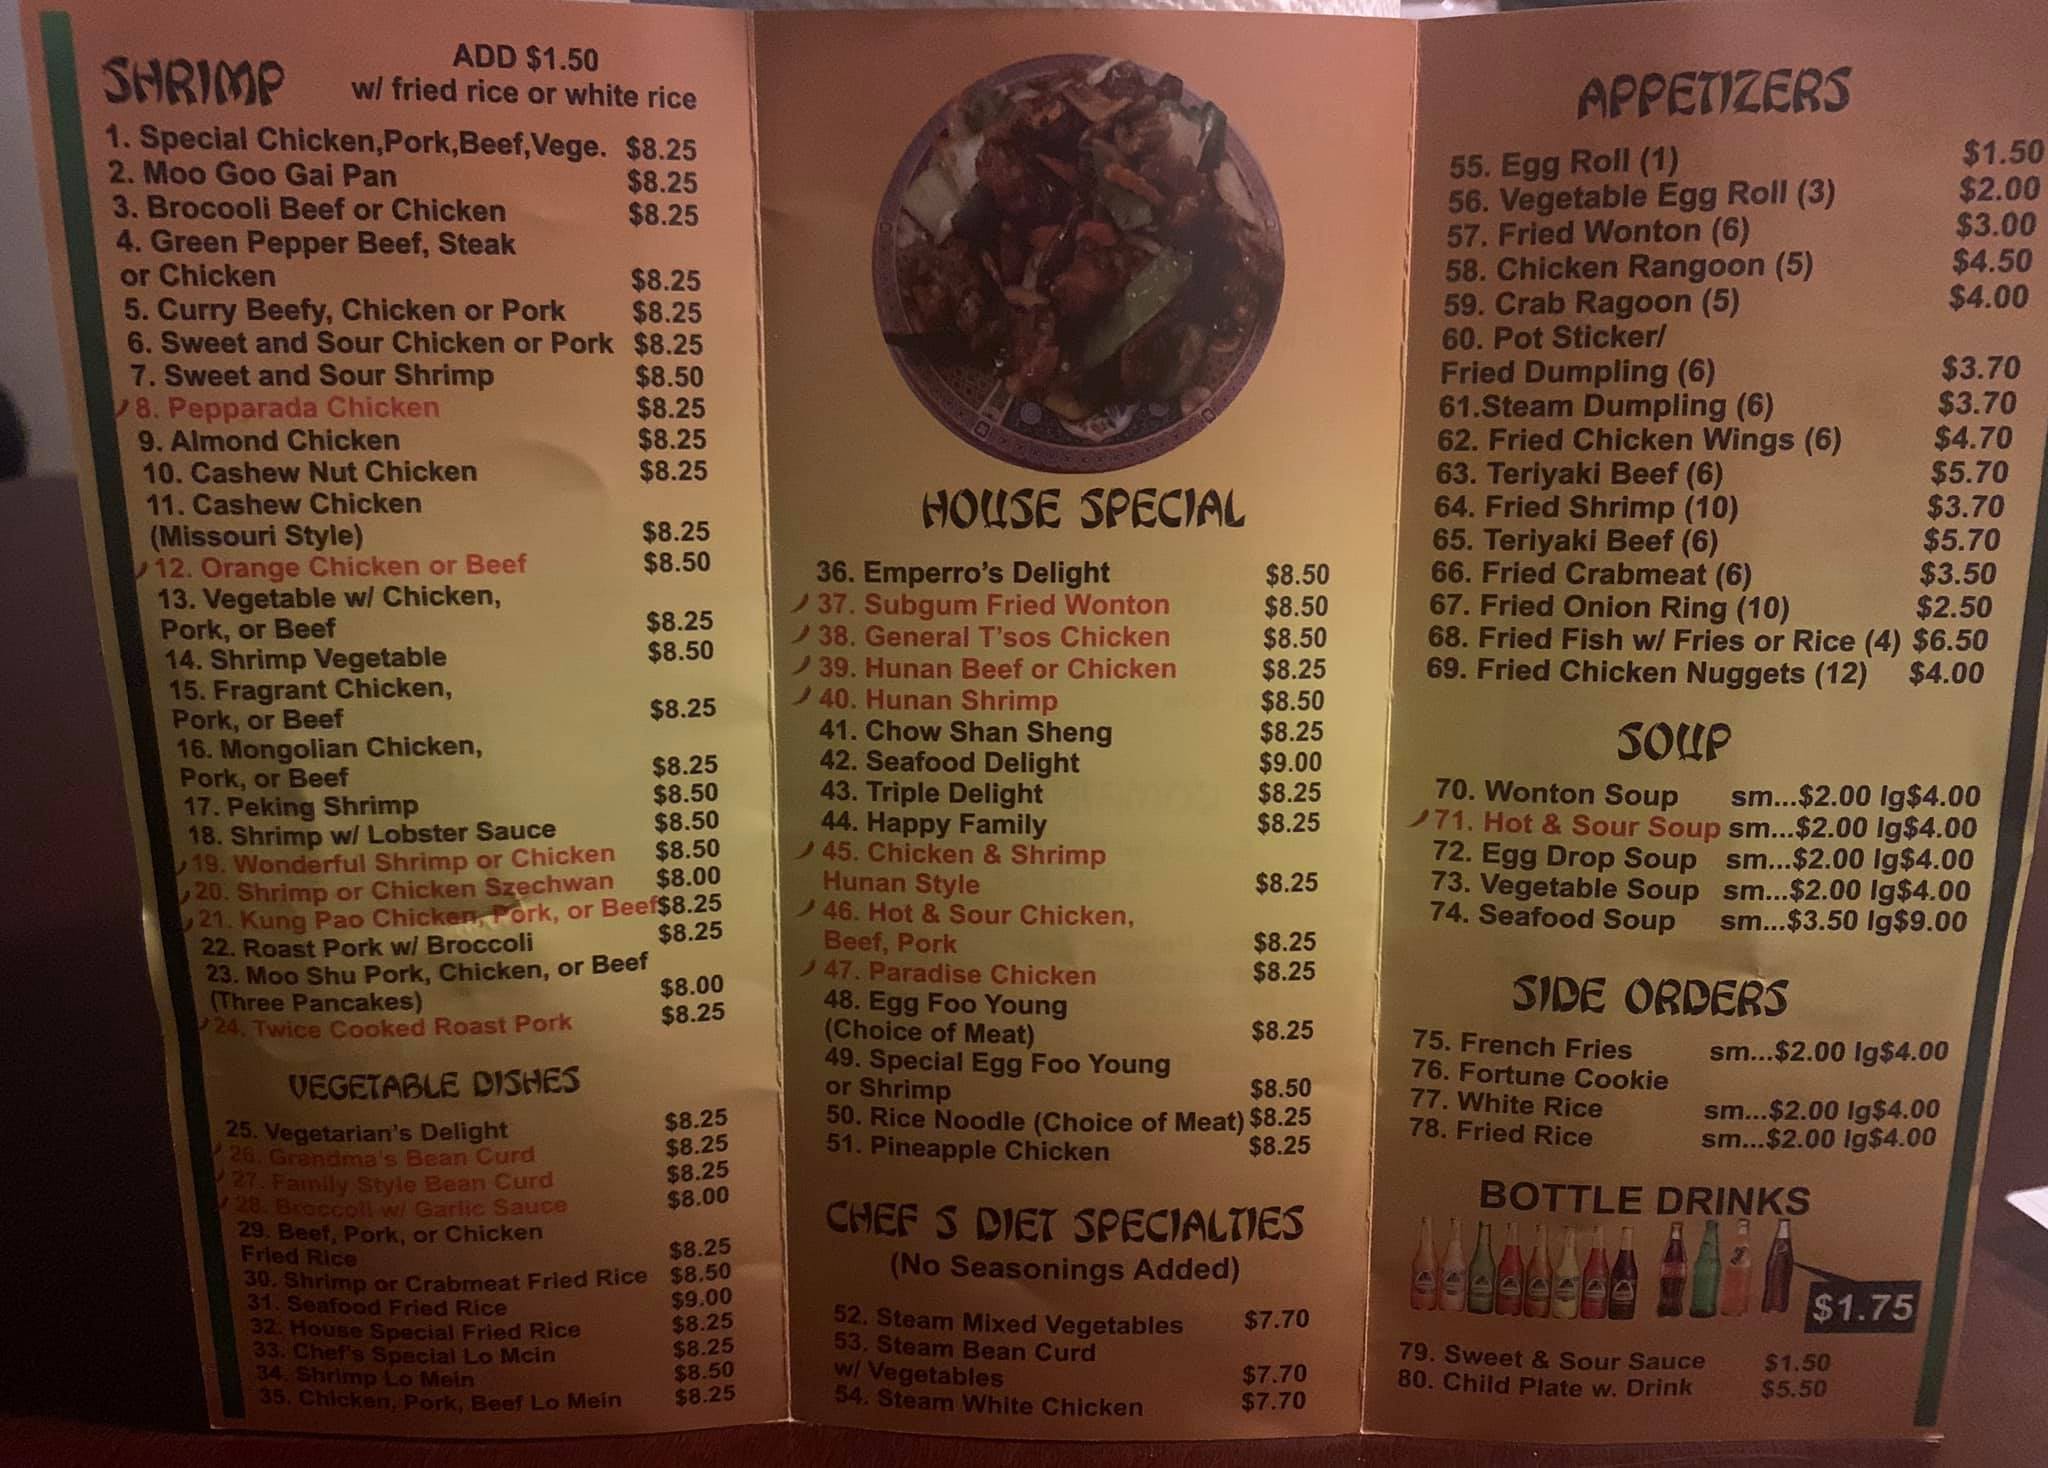 SHRIMP
ADD $1.50
w/ fried rice or white rice
1. Special Chicken,Pork,Beef,Vege. $8.25
2. Moo Goo Gai Pan $8.25
3. Brocooli Beef or Chicken $8.25
4. Green Pepper Beef, Steak
or Chicken $8.25
5. Curry Beefy, Chicken or Pork $8.25
6. Sweet and Sour Chicken or Pork $8.25
7. Sweet and Sour Shrimp $8.50
8. Pepparada Chicken $8.25
9. Almond Chicken $8.25
10. Cashew Nut Chicken $8.25
11. Cashew Chicken
(Missouri Style) $8.25
12. Orange Chicken or Beef $8.50
13. Vegetable w/ Chicken,
Pork, or Beef $8.25
14. Shrimp Vegetable $8.50
15. Fragrant Chicken,
Pork, or Beef $8.25
16. Mongolian Chicken,
Pork, or Beef $8.25
17. Peking Shrimp $8.50
18. Shrimp w/ Lobster Sauce $8.50
19. Wonderful Shrimp or Chicken $8.50
20. Shrimp or Chicken Szechwan $8.00
21. Kung Pao Chicken, Pork, or Beef $8.25
22. Roast Pork w/ Broccoli $8.25
23. Moo Shu Pork, Chicken, or Beef
(Three Pancakes) $8.00
24. Twice Cooked Roast Pork $8.25
VEGETABLE DISHES
25. Vegetarian's Delight $8.25
26. Grandma's Bean Curd $8.25
27. Family Style Bean Curd $8.25
28. Broccoli w/ Garlic Sauce $8.00
29. Beef, Pork, or Chicken
Fried Rice $8.25
30. Shrimp or Crabmeat Fried Rice $8.50
31. Seafood Fried Rice $9.00
32. House Special Fried Rice $8.25
33. Chef's Special Lo Mcin $8.25
34. Shrimp Lo Mein $8.50
35. Chicken, Pork, Beef Lo Mein $8.25
HOUSE SPECIAL
36. Emperro's Delight $8.50
37. Subgum Fried Wonton $8.50
38. General T'sos Chicken $8.50
39. Hunan Beef or Chicken $8.25
40. Hunan Shrimp $8.50
41. Chow Shan Sheng $8.25
42. Seafood Delight $9.00
43. Triple Delight $8.25
44. Happy Family $8.25
45. Chicken & Shrimp
Hunan Style $8.25
46. Hot & Sour Chicken,
Beef, Pork $8.25
47. Paradise Chicken $8.25
48. Egg Foo Young
(Choice of Meat) $8.25
49. Special Egg Foo Young
or Shrimp $8.50
50. Rice Noodle (Choice of Meat) $8.25
51. Pineapple Chicken $8.25
CHEF S DIET SPECIALTIES
(No Seasonings Added)
52. Steam Mixed Vegetables $7.70
53. Steam Bean Curd
w/ Vegetables $7.70
54. Steam White Chicken $7.70
APPETIZERS
55. Egg Roll (1) $1.50
56. Vegetable Egg Roll (3) $2.00
57. Fried Wonton (6) $3.00
58. Chicken Rangoon (5) $4.50
59. Crab Ragoon (5) $4.00
60. Pot Sticker/
Fried Dumpling (6) $3.70
61.Steam Dumpling (6) $3.70
62. Fried Chicken Wings (6) $4.70
63. Teriyaki Beef (6) $5.70
64. Fried Shrimp (10) $3.70
65. Teriyaki Beef (6) $5.70
66. Fried Crabmeat (6) $3.50
67. Fried Onion Ring (10) $2.50
68. Fried Fish w/ Fries or Rice (4) $6.50
69. Fried Chicken Nuggets (12) $4.00
SOUP
70. Wonton Soup sm...$2.00 lg$4.00
71. Hot & Sour Soup sm...$2.00 lg$4.00
72. Egg Drop Soup sm...$2.00 lg$4.00
73. Vegetable Soup sm...$2.00 lg$4.00
74. Seafood Soup sm...$3.50 lg$9.00
SIDE ORDERS
75. French Fries sm...$2.00 lg$4.00
76. Fortune Cookie
77. White Rice sm...$2.00 lg$4.00
78. Fried Rice sm...$2.00 lg$4.00
BOTTLE DRINKS
$1.75
79. Sweet & Sour Sauce $1.50
80. Child Plate w. Drink $5.50